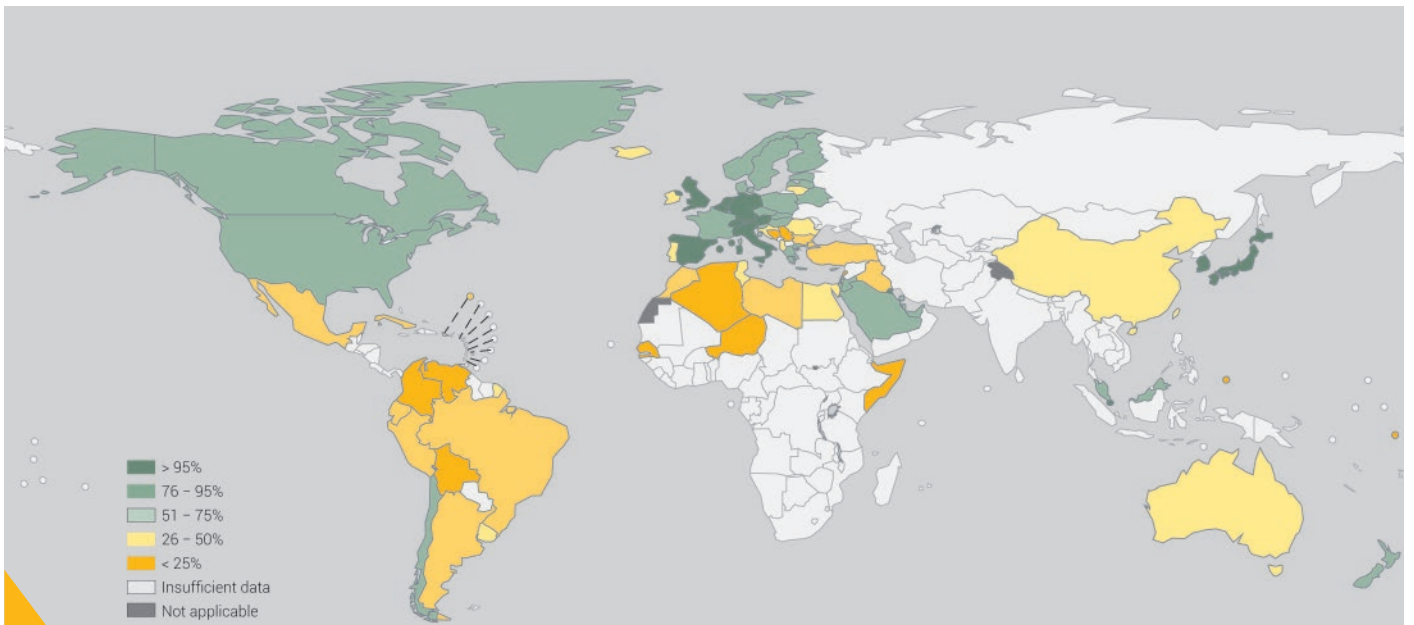 > 95%
76 – 95%
51 – 75%
26 – 50%
< 25%
Insufficient data
Not applicable